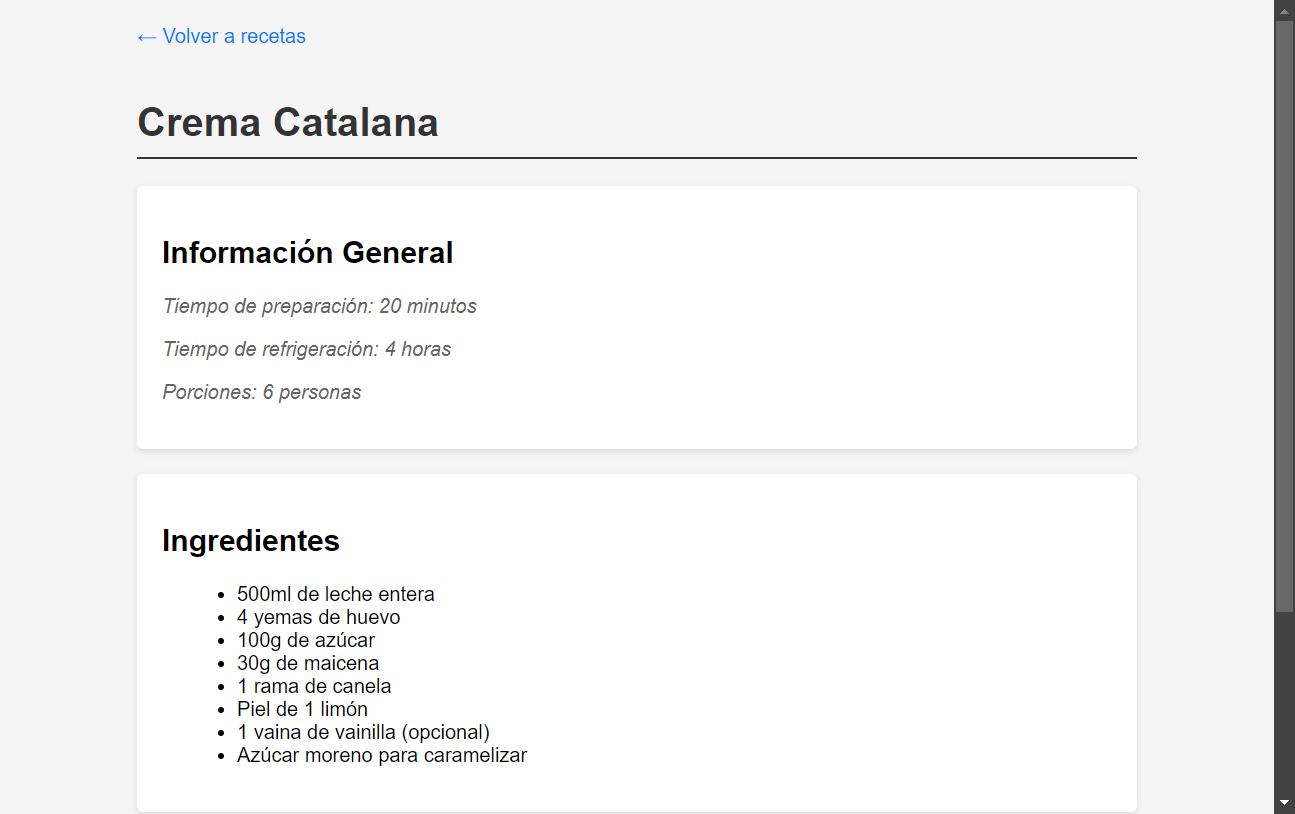 ← Volver a recetas
Crema Catalana
Información General
Tiempo de preparación: 20 minutos
Tiempo de refrigeración: 4 horas
Porciones: 6 personas
Ingredientes
• 500ml de leche entera
• 4 yemas de huevo
• 100g de azúcar
• 30g de maicena
• 1 rama de canela
• Piel de 1 limón
• 1 vaina de vainilla (opcional)
• Azúcar moreno para caramelizar